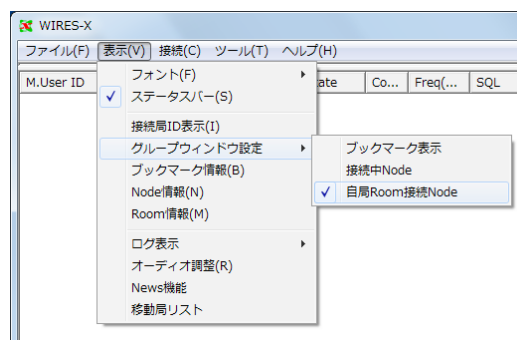 WIRES-X
ファイル(F) 表示(V) 接続(C) ツール(T) ヘルプ(H)
M.User ID ate Co... Freq(... SQL
フォント(F)
ステータスバー(S)
接続局ID表示(I)
グループウィンドウ設定
ブックマーク情報(B)
Node情報(N)
Room情報(M)
ログ表示
オーディオ調整(R)
News機能
移動局リスト
ブックマーク表示
接続中Node
自局Room接続Node